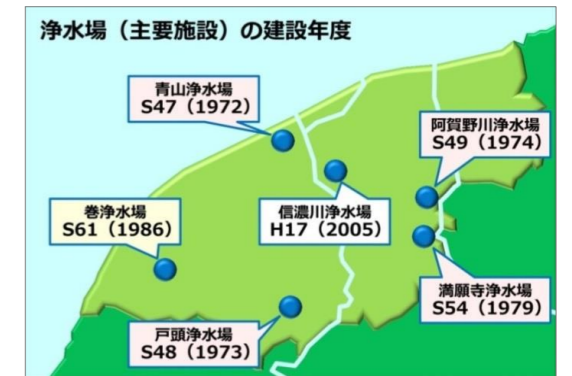 浄水場（主要施設）の建設年度
青山浄水場
S47（1972）
阿賀野川浄水場
S49（1974）
巻浄水場
S61（1986）
信濃川浄水場
H17（2005）
満願寺浄水場
S54（1979）
戸頭浄水場
S48（1973）